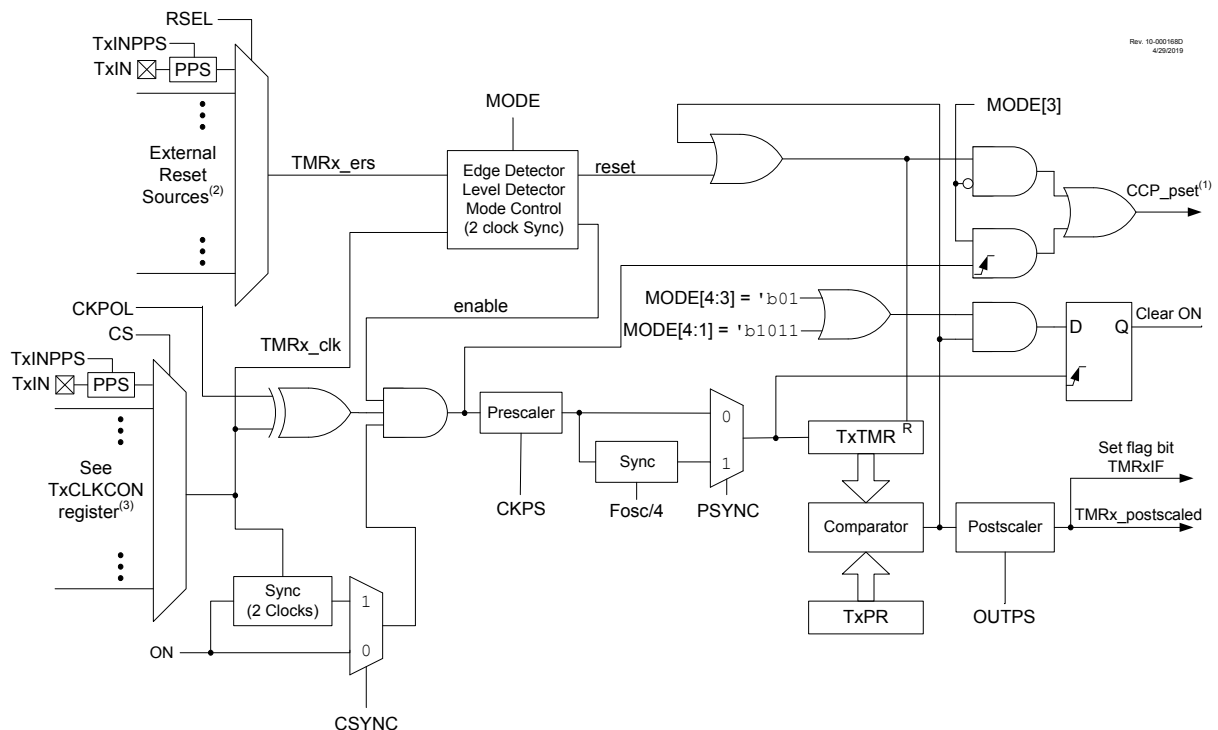 RSEL
TxINPPS
TxIN
PPS
Rev. 10-000168D
4/29/2019
MODE
MODE[3]
External
Reset
Sources(2)
TMRx_ers
Edge Detector
Level Detector
Mode Control
(2 clock Sync)
reset
CCP_pset(1)
enable
CKPOL
CS
TMRx_clk
MODE[4:3] = 'b01
MODE[4:1] = 'b1011
D
Q
Clear ON
TxINPPS
TxIN
PPS
Prescaler
0
1
Sync
TxTMR
R
See
TxCLKCON
register(3)
CKPS
Fosc/4
PSYNC
Set flag bit
TMRxIF
Comparator
Postscaler
TMRx_postscaled
Sync
(2 Clocks)
1
0
TxPR
OUTPS
ON
CSYNC